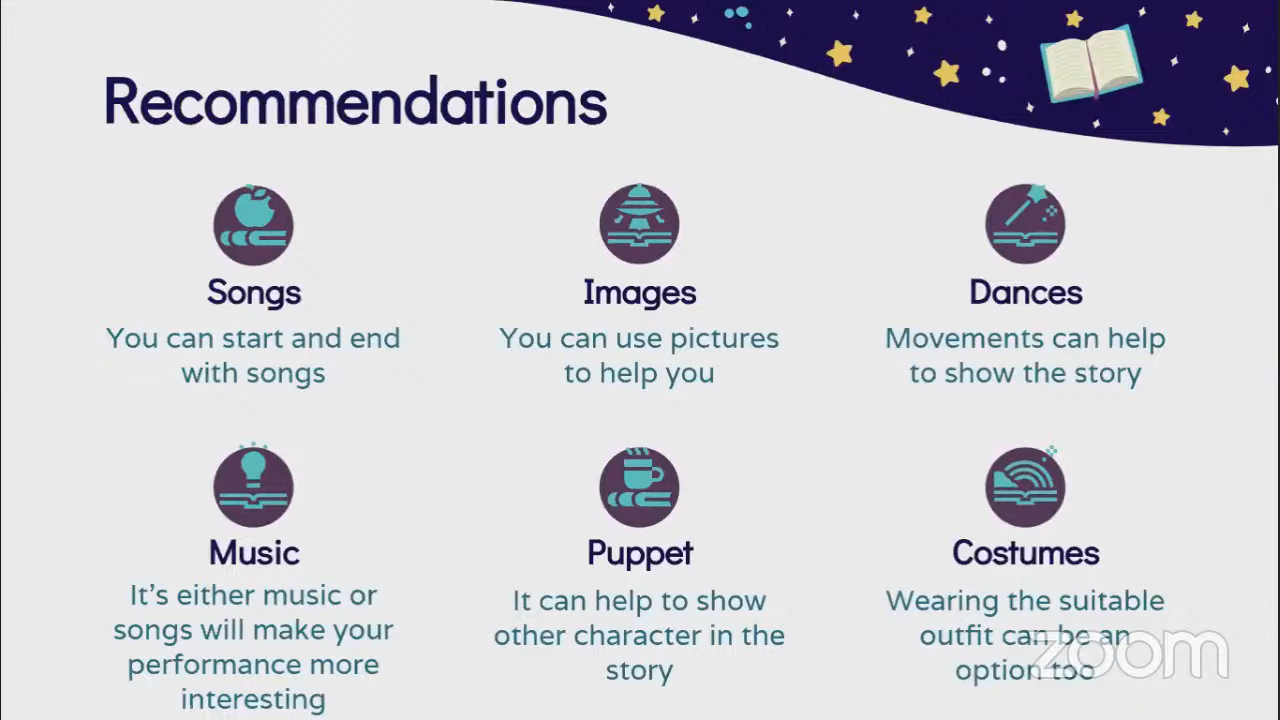 Recommendations
Songs
You can start and end
with songs
Images
You can use pictures
to help you
Dances
Movements can help
to show the story
Music
It's either music or
songs will make your
performance more
interesting
Puppet
It can help to show
other character in the
story
Costumes
Wearing the suitable
outfit can be an
option too
zoom